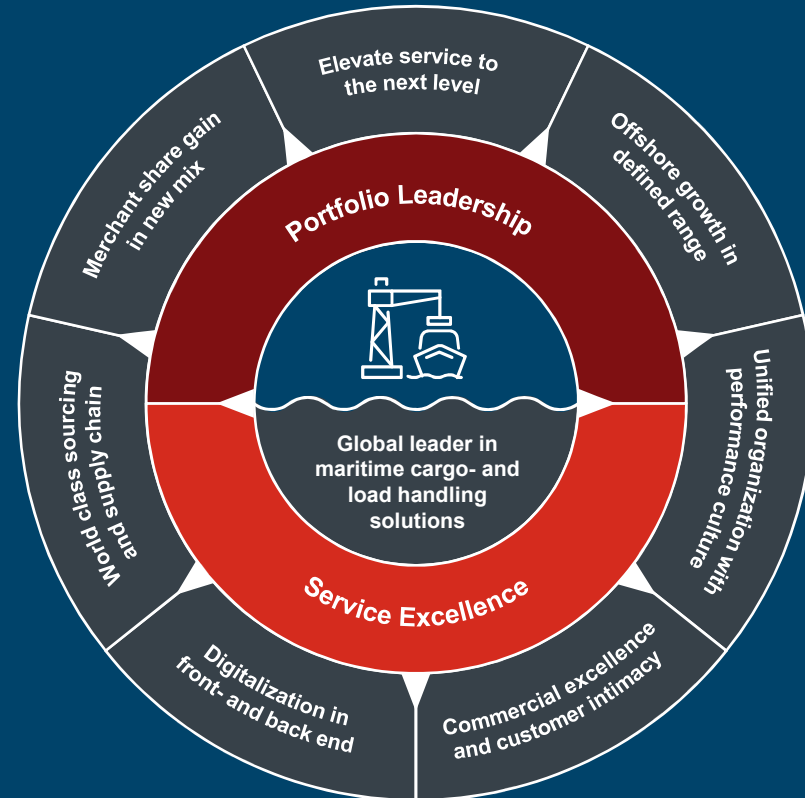 Elevate service to
the next level
Offshore growth in
defined range
Unified organization with
performance culture
Commercial excellence
and customer intimacy
Digitalization in
front- and back end
World class sourcing
and supply chain
Merchant share gain
in new mix
Portfolio Leadership
Global leader in
maritime cargo- and
load handling
solutions
Service Excellence